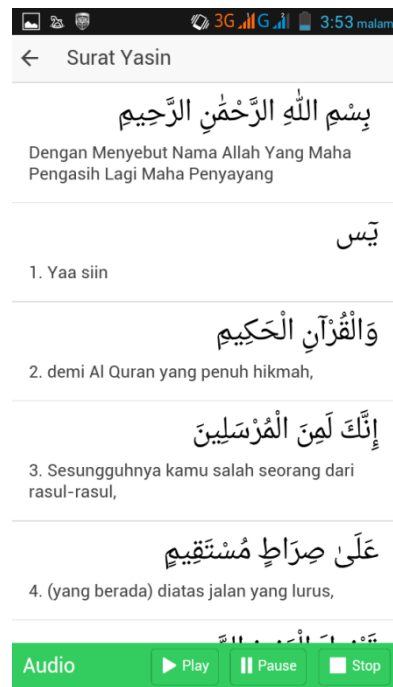 3G G 3:53 malam
← Surat Yasin
بِسْمِ اللَّهِ الرَّحْمَٰنِ الرَّحِيمِ
Dengan Menyebut Nama Allah Yang Maha
Pengasih Lagi Maha Penyayang
يٓس
1. Yaa siin
وَالْقُرْآنِ الْحَكِيمِ
2. demi Al Quran yang penuh hikmah,
إِنَّكَ لَمِنَ الْمُرْسَلِينَ
3. Sesungguhnya kamu salah seorang dari
rasul-rasul,
عَلَىٰ صِرَاطٍ مُسْتَقِيمٍ
4. (yang berada) diatas jalan yang lurus,
Audio Play Pause Stop